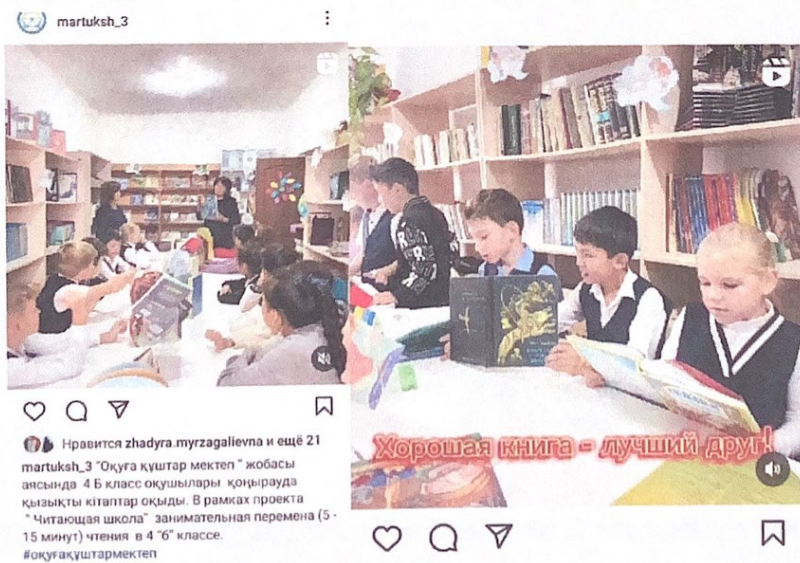 martuksh_3
Хорошая книга - лучший друг!
Нравится zhadyra.myrzagalievna и ещё 21
martuksh_3 "Оқуға құштар мектеп " жобасы
аясында 4 Б класс оқушылары қоңырауда
қызықты кітаптар оқыды. В рамках проекта
" Читающая школа" занимательная перемена (5 -
15 минут) чтения в 4 "б" классе.
#оқуғақұштармектеп